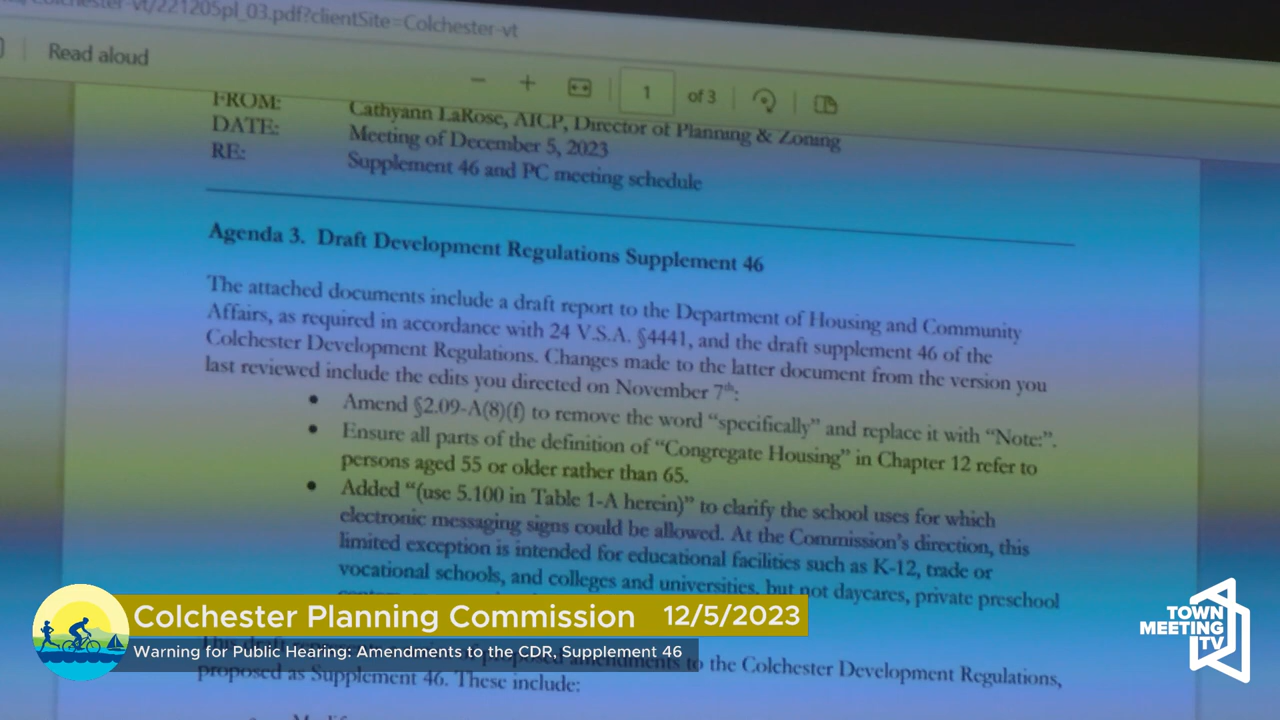 chester-vt/221205pl_03.pdf?clientSite=Colchester-vt
Read aloud
1 of 3
FROM: Cathyann LaRose, AICP, Director of Planning & Zoning
DATE: Meeting of December 5, 2023
RE: Supplement 46 and PC meeting schedule
Agenda 3. Draft Development Regulations Supplement 46
The attached documents include a draft report to the Department of Housing and Community
Affairs, as required in accordance with 24 V.S.A. §4441, and the draft supplement 46 of the
Colchester Development Regulations. Changes made to the latter document from the version you
last reviewed include the edits you directed on November 7th:
• Amend §2.09-A(8)(f) to remove the word “specifically” and replace it with “Note:”.
• Ensure all parts of the definition of “Congregate Housing” in Chapter 12 refer to
persons aged 55 or older rather than 65.
• Added “(use 5.100 in Table 1-A herein)” to clarify the school uses for which
electronic messaging signs could be allowed. At the Commission’s direction, this
limited exception is intended for educational facilities such as K-12, trade or
vocational schools, and colleges and universities, but not daycares, private preschool
Colchester Planning Commission 12/5/2023
Warning for Public Hearing: Amendments to the CDR, Supplement 46
amendments to the Colchester Development Regulations,
proposed as Supplement 46. These include:
TOWN
MEETING
TV